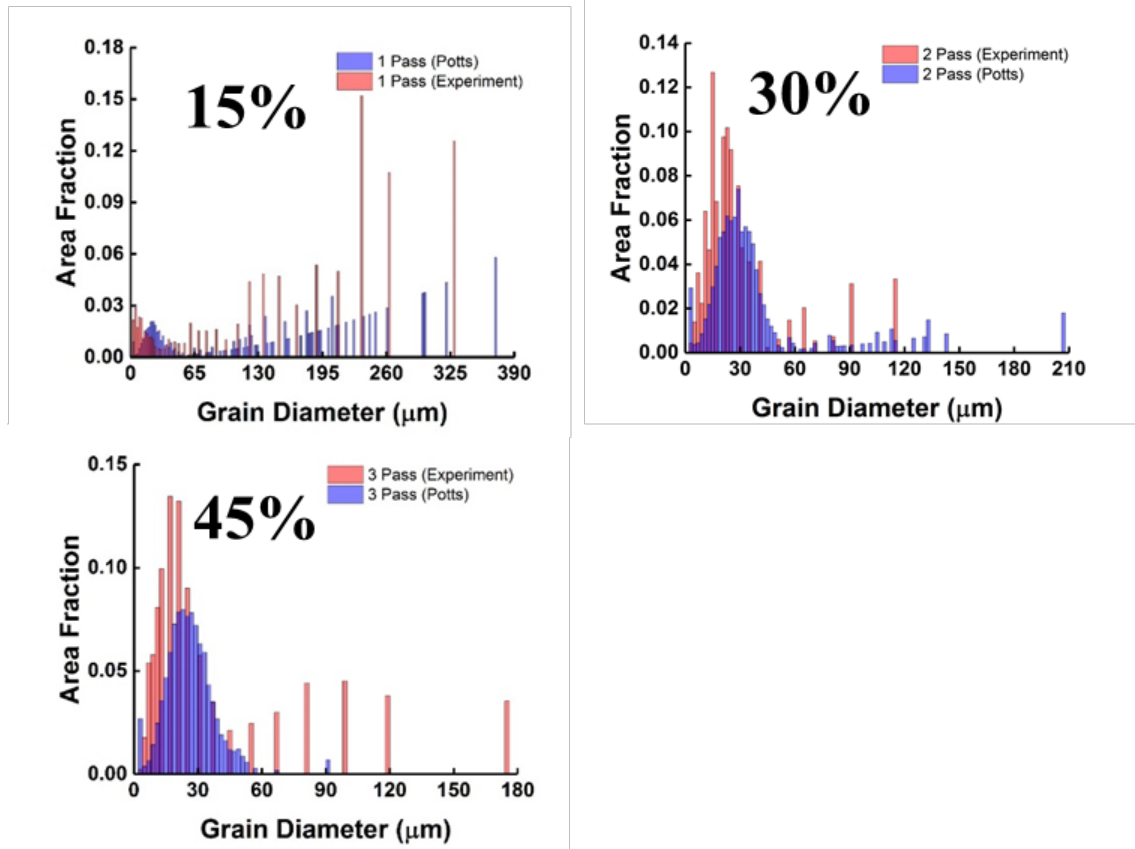 0.18
0.15
0.12
0.09
0.06
0.03
0.00
Area Fraction
1 Pass (Potts)
1 Pass (Experiment)
15%
0 65 130 195 260 325 390
Grain Diameter (μm)
0.14
0.12
0.10
0.08
0.06
0.04
0.02
0.00
Area Fraction
2 Pass (Experiment)
2 Pass (Potts)
30%
0 30 60 90 120 150 180 210
Grain Diameter (μm)
0.15
0.10
0.05
0.00
Area Fraction
3 Pass (Experiment)
3 Pass (Potts)
45%
0 30 60 90 120 150 180
Grain Diameter (μm)